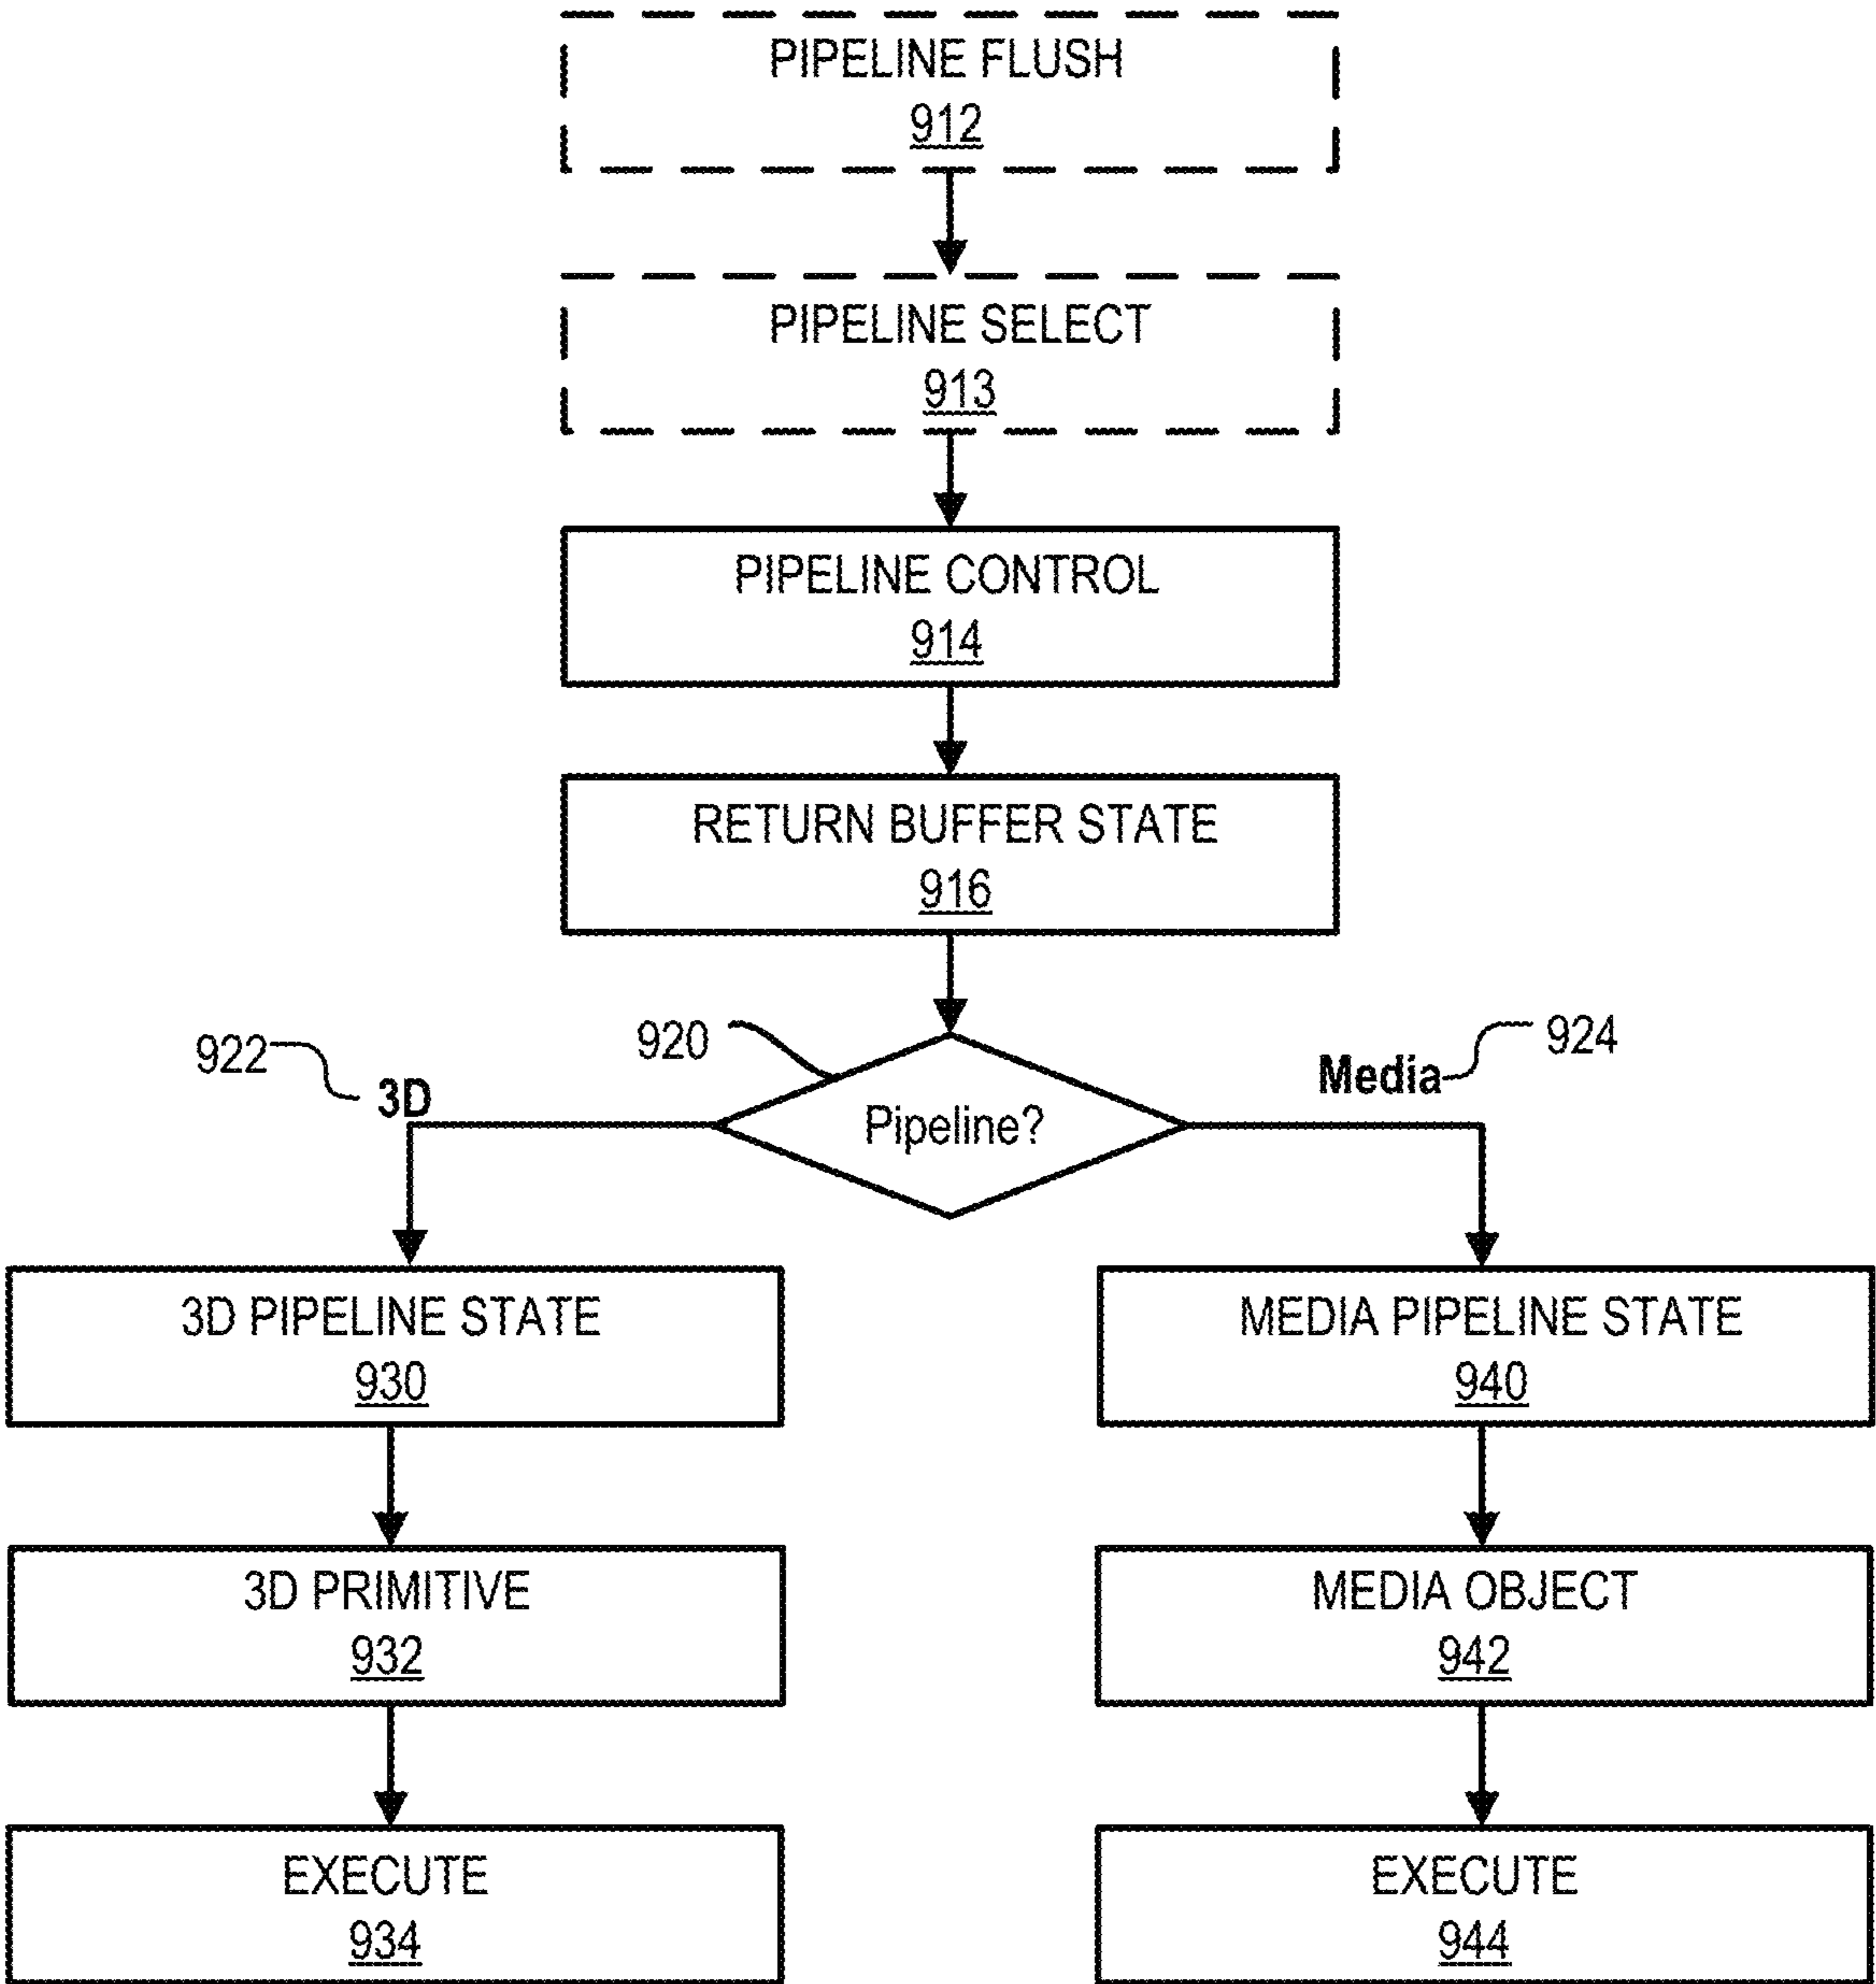 PIPELINE FLUSH
912
PIPELINE SELECT
913
PIPELINE CONTROL
914
RETURN BUFFER STATE
916
922
3D
920
Pipeline?
Media
924
3D PIPELINE STATE
930
MEDIA PIPELINE STATE
940
3D PRIMITIVE
932
MEDIA OBJECT
942
EXECUTE
934
EXECUTE
944